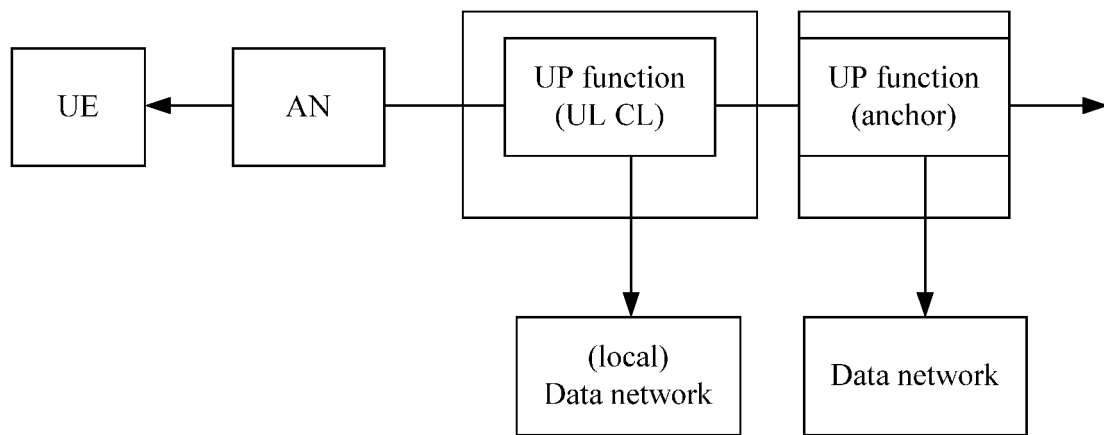 UE
AN
UP function
(UL CL)
UP function
(anchor)
(local)
Data network
Data network